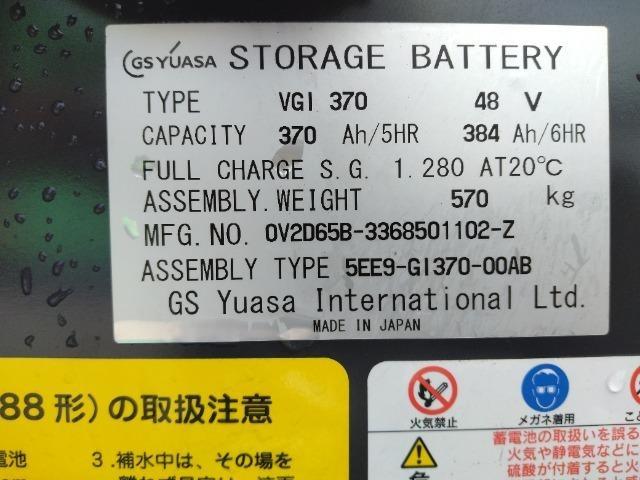 GS YUASA STORAGE BATTERY
TYPE VGI 370 48 V
CAPACITY 370 Ah/5HR 384 Ah/6HR
FULL CHARGE S.G. 1.280 AT20℃
ASSEMBLY.WEIGHT 570 kg
MFG.NO. 0V2D65B-3368501102-Z
ASSEMBLY TYPE 5EE9-GI370-00AB
GS Yuasa International Ltd.
MADE IN JAPAN
88形)の取扱注意
電池
3.補水中は、その場を
火気禁止
メガネ着用
蓄電池の取扱いを誤る
火気や静電気などに
硫酸が付着すると火